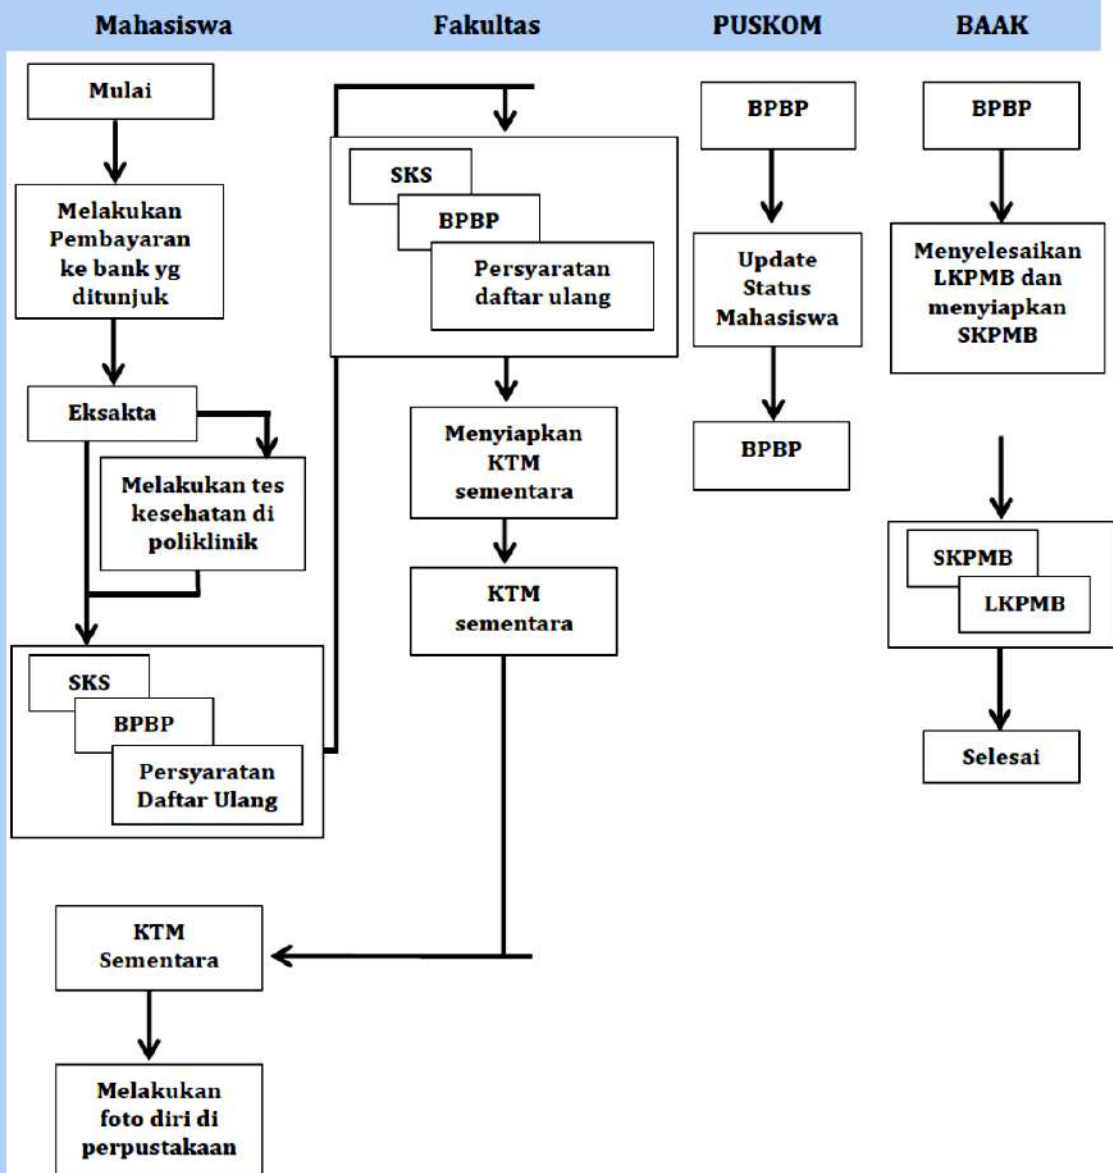 Mahasiswa
Fakultas
PUSKOM
BAAK
Mulai
Melakukan
Pembayaran
ke bank yg
ditunjuk
Eksakta
Melakukan tes
kesehatan di
poliklinik
SKS
BPBP
Persyaratan
Daftar Ulang
KTM
Sementara
Melakukan
foto diri di
perpustakaan
SKS
BPBP
Persyaratan
daftar ulang
Menyiapkan
KTM
sementara
KTM
sementara
BPBP
Update
Status
Mahasiswa
BPBP
BPBP
Menyelesaikan
LKPMB dan
menyiapkan
SKPMB
SKPMB
LKPMB
Selesai